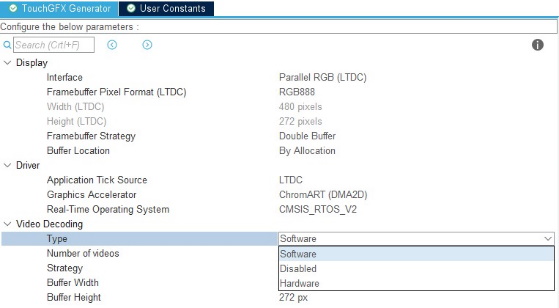 TouchGFX Generator User Constants
Configure the below parameters :
Search (Crtl+F)
Display
Interface Parallel RGB (LTDC)
Framebuffer Pixel Format (LTDC) RGB888
Width (LTDC) 480 pixels
Height (LTDC) 272 pixels
Framebuffer Strategy Double Buffer
Buffer Location By Allocation
Driver
Application Tick Source LTDC
Graphics Accelerator ChromART (DMA2D)
Real-Time Operating System CMSIS_RTOS_V2
Video Decoding
Type Software
Number of videos Software
Strategy Disabled
Buffer Width Hardware
Buffer Height 272 px